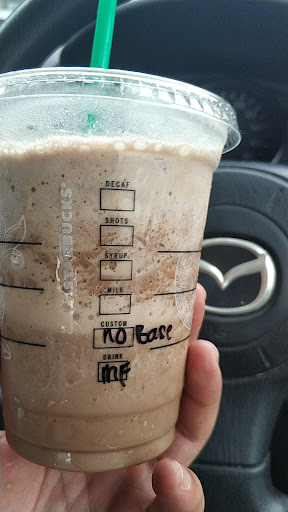 STARBUCKS®
DECAF
SHOTS
SYRUP
MILK
CUSTOM
no Base
DRINK
MF